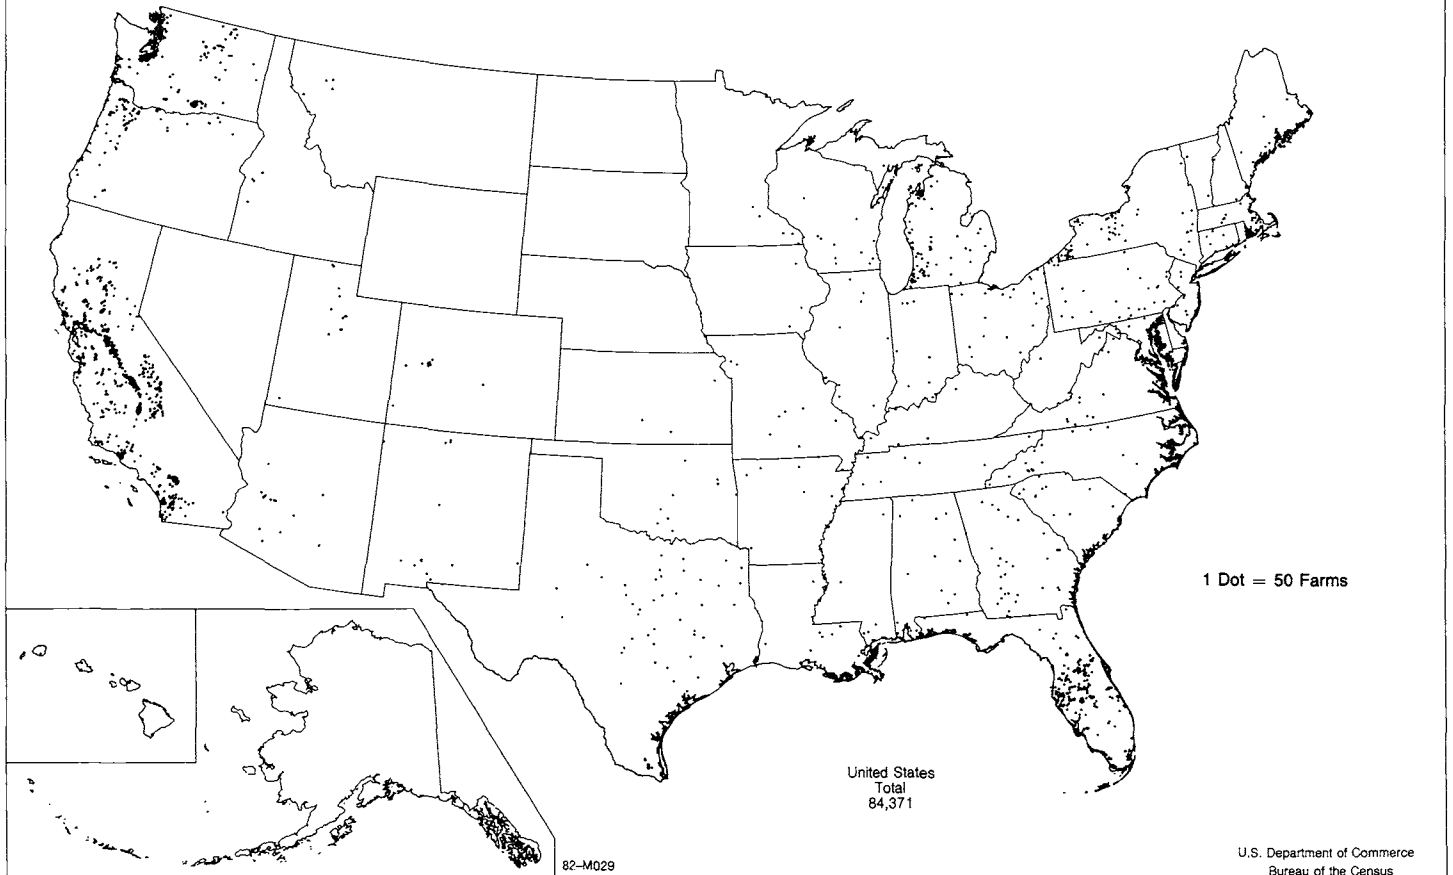 1 Dot = 50 Farms
United States
Total
84,371
82–M029
U.S. Department of Commerce
Bureau of the Census